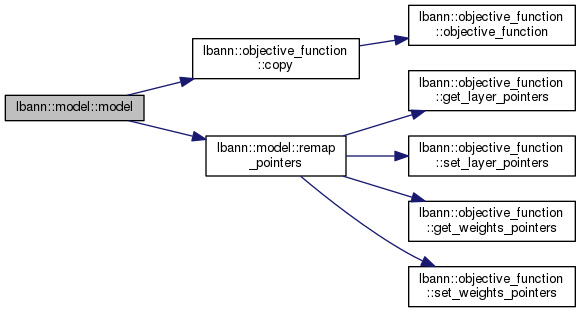 lbann::model::model
lbann::objective_function
::copy
lbann::model::remap
_pointers
lbann::objective_function
::objective_function
lbann::objective_function
::get_layer_pointers
lbann::objective_function
::set_layer_pointers
lbann::objective_function
::get_weights_pointers
lbann::objective_function
::set_weights_pointers